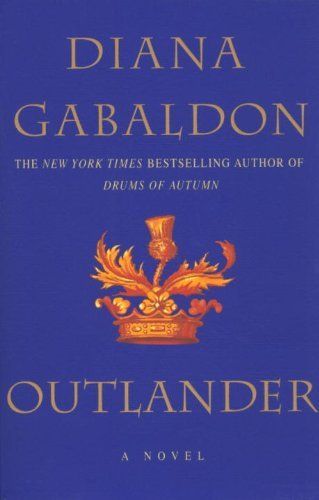 DIANA
GABALDON
THE NEW YORK TIMES BESTSELLING AUTHOR OF
DRUMS OF AUTUMN
OUTLANDER
A NOVEL